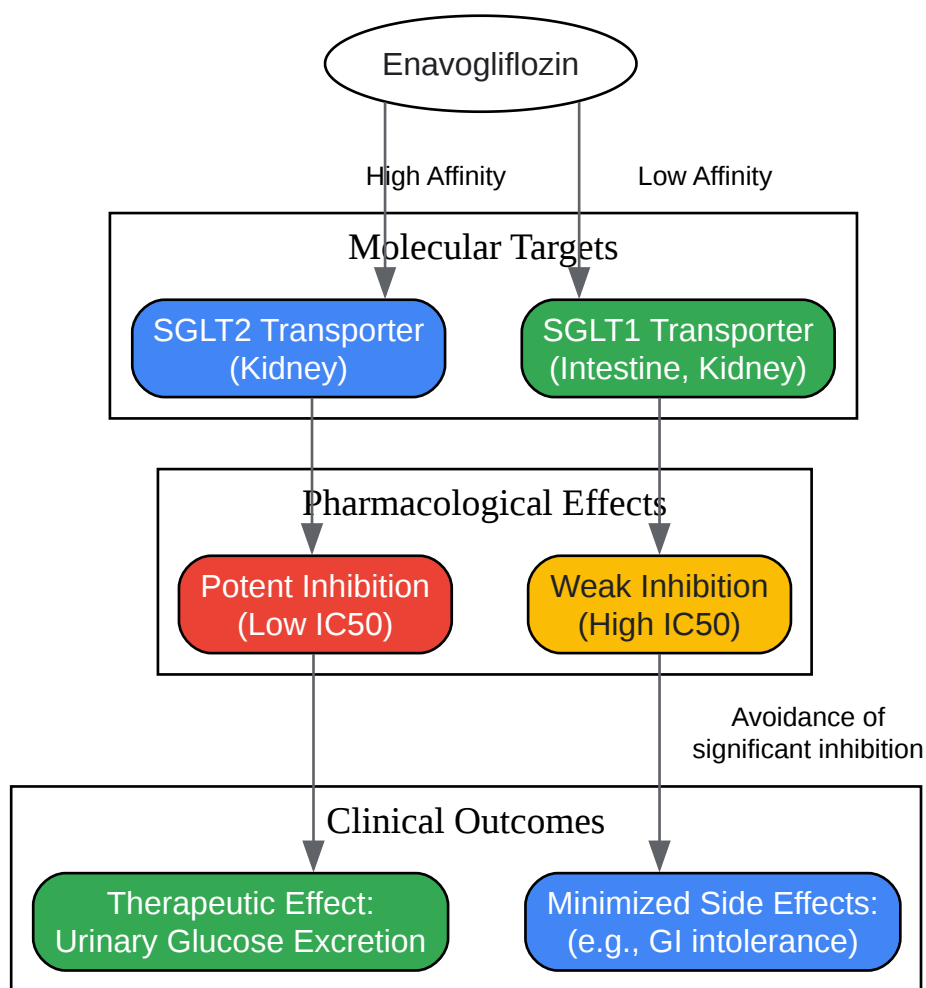 Enavogliflozin
High Affinity
Low Affinity
Molecular Targets
SGLT2 Transporter
(Kidney)
SGLT1 Transporter
(Intestine, Kidney)
Pharmacological Effects
Potent Inhibition
(Low IC50)
Weak Inhibition
(High IC50)
Avoidance of
significant inhibition
Clinical Outcomes
Therapeutic Effect:
Urinary Glucose Excretion
Minimized Side Effects:
(e.g., GI intolerance)